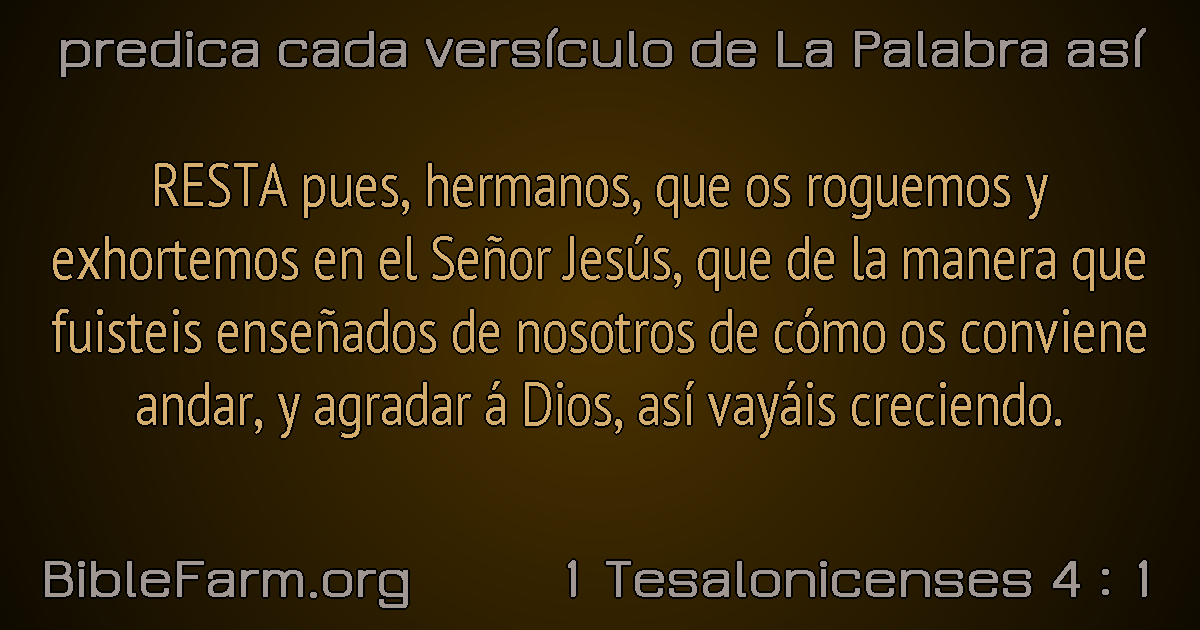 predica cada versículo de La Palabra así
RESTA pues, hermanos, que os roguemos y
exhortemos en el Señor Jesús, que de la manera que
fuisteis enseñados de nosotros de cómo os conviene
andar, y agradar á Dios, así vayáis creciendo.
BibleFarm.org
1 Tesalonicenses 4 : 1